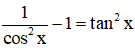 1/cos² x − 1 = tan² x